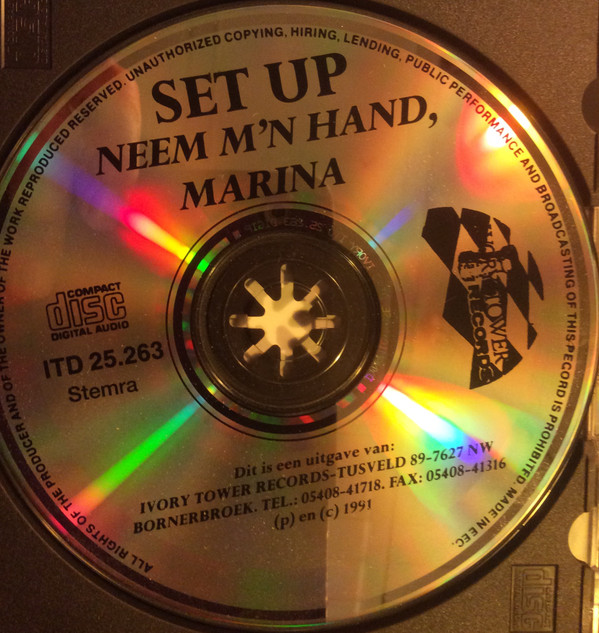 ALL RIGHTS OF THE PRODUCER AND OF THE OWNER OF THE WORK REPRODUCED RESERVED. UNAUTHORIZED COPYING, HIRING, LENDING, PUBLIC PERFORMANCE AND BROADCASTING OF THIS RECORD IS PROHIBITED. MADE IN EEC.
SET UP
NEEM M'N HAND,
MARINA
COMPACT
disc
DIGITAL AUDIO
ITD 25.263
Stemra
TOWER
RECORDS
Dit is een uitgave van:
IVORY TOWER RECORDS-TUSVELD 89-7627 NW
BORNERBROEK. TEL.: 05408-41718. FAX: 05408-41316
(p) en (c) 1991
disc